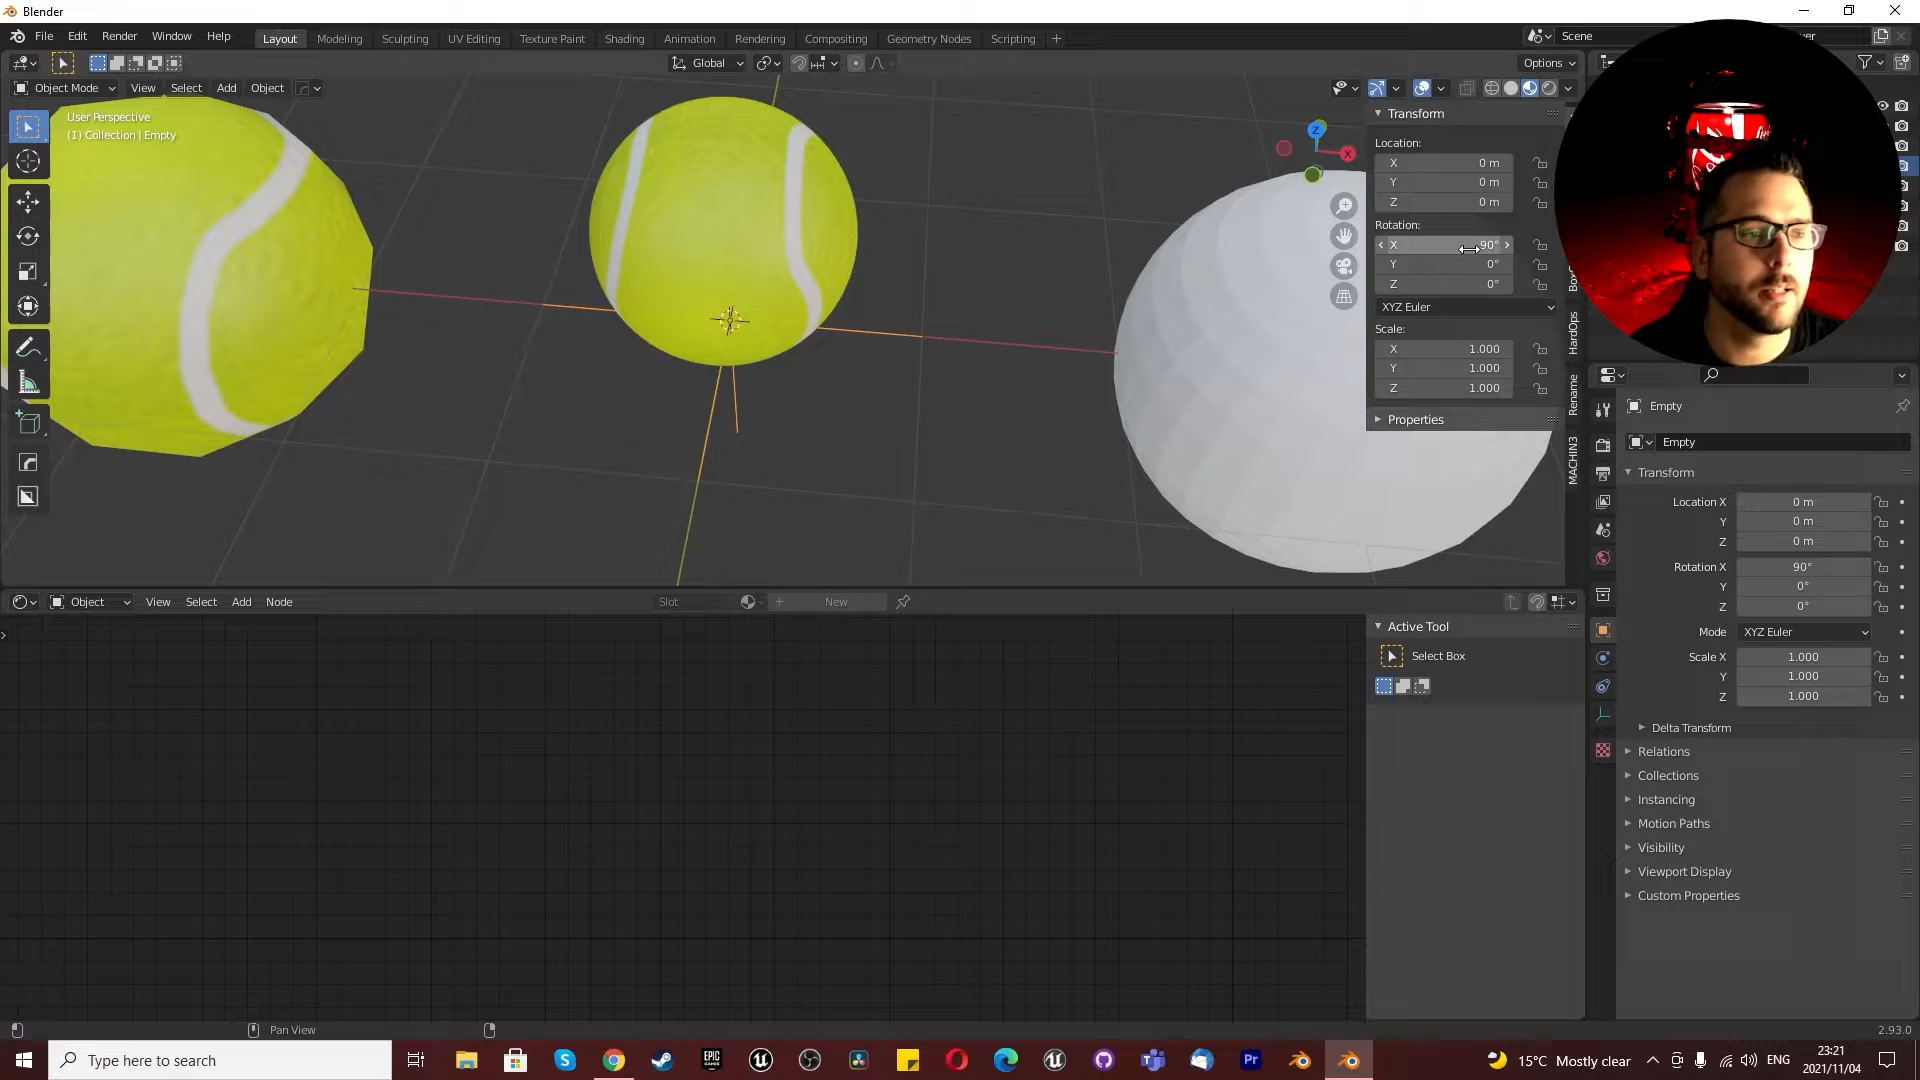 Blender
File Edit Render Window Help
Layout Modeling Sculpting UV Editing Texture Paint Shading Animation Rendering Compositing Geometry Nodes Scripting +
Scene
Global
Options
Object Mode View Select Add Object
User Perspective
(1) Collection | Empty
Z
X
Transform
Location:
X 0 m
Y 0 m
Z 0 m
Rotation:
X 90°
Y 0°
Z 0°
XYZ Euler
Scale:
X 1.000
Y 1.000
Z 1.000
Properties
HardOps
Rename
MACHIN3
Empty
Empty
Transform
Location X 0 m
Y 0 m
Z 0 m
Rotation X 90°
Y 0°
Z 0°
Mode XYZ Euler
Scale X 1.000
Y 1.000
Z 1.000
Delta Transform
Relations
Collections
Instancing
Motion Paths
Visibility
Viewport Display
Custom Properties
Object View Select Add Node
Slot
+ New
Active Tool
Select Box
Pan View
2.93.0
Type here to search
EPIC
Pr
15°C Mostly clear
ENG
23:21
2021/11/04